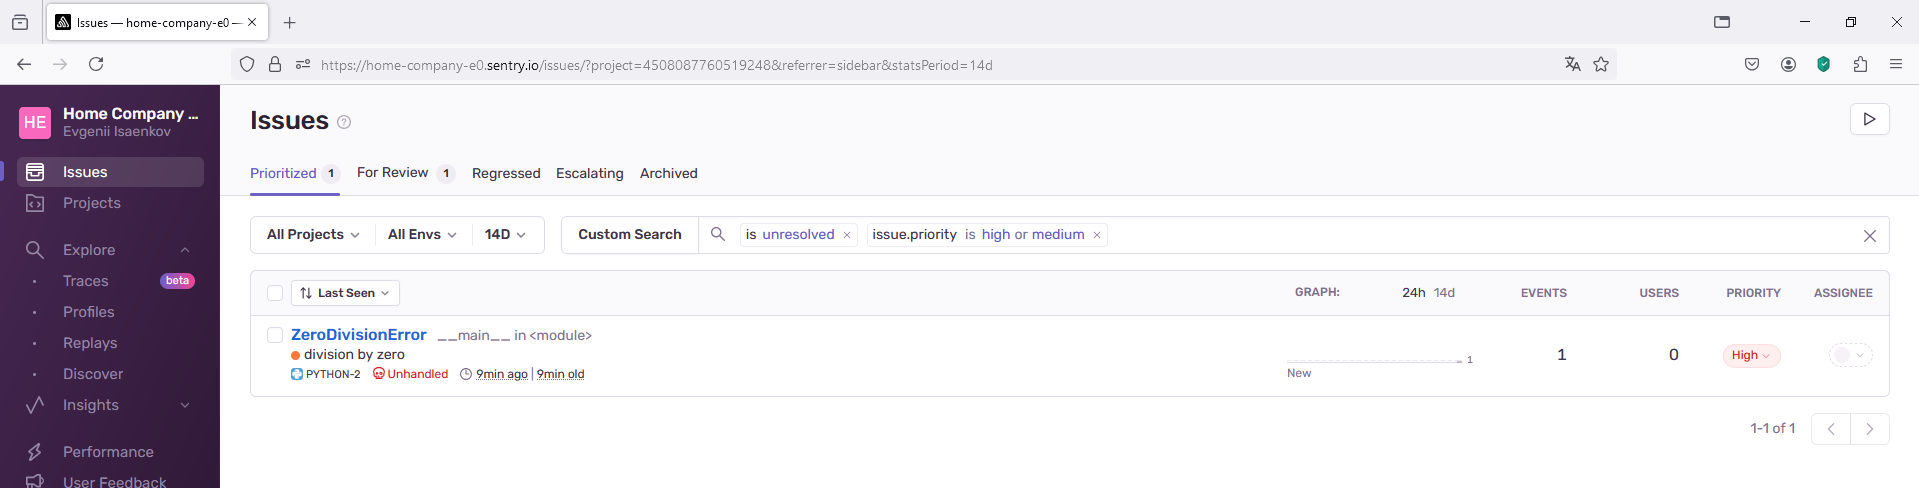 Issues — home-company-e0 —
https://home-company-e0.sentry.io/issues/?project=4508087760519248&referrer=sidebar&statsPeriod=14d
HE
Home Company ...
Evgenii Isaenkov
Issues
Projects
Explore
Traces beta
Profiles
Replays
Discover
Insights
Performance
User Feedback
Issues ?
Prioritized 1 For Review 1 Regressed Escalating Archived
All Projects All Envs 14D Custom Search is unresolved issue.priority is high or medium
Last Seen GRAPH: 24h 14d EVENTS USERS PRIORITY ASSIGNEE
ZeroDivisionError __main__ in <module>
division by zero
PYTHON-2 Unhandled 9min ago | 9min old
1
New
1 0 High
1-1 of 1